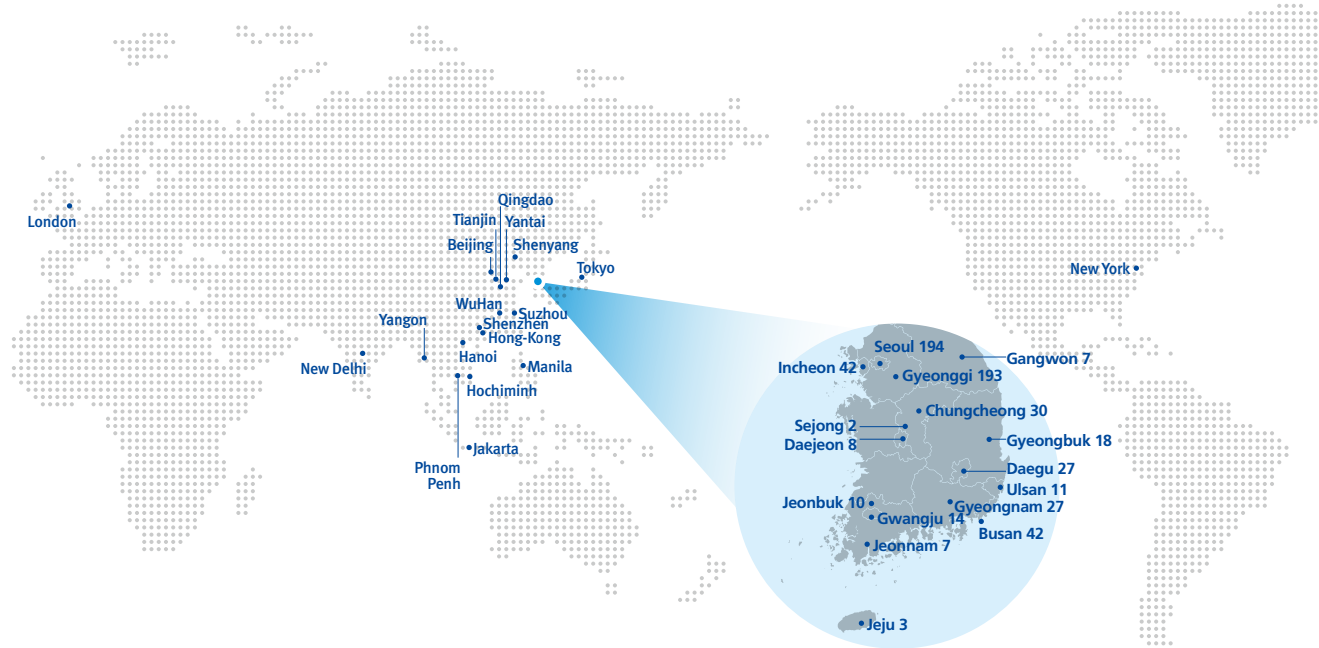 London
Qingdao
Tianjin
Yantai
Beijing
Shenyang
Tokyo
New York
WuHan
Suzhou
Yangon
Shenzhen
Hong-Kong
Hanoi
New Delhi
Manila
Hochiminh
Jakarta
Phnom
Penh
Seoul 194
Gangwon 7
Incheon 42
Gyeonggi 193
Chungcheong 30
Sejong 2
Daejeon 8
Gyeongbuk 18
Daegu 27
Ulsan 11
Jeonbuk 10
Gyeongnam 27
Gwangju 14
Busan 42
Jeonnam 7
Jeju 3